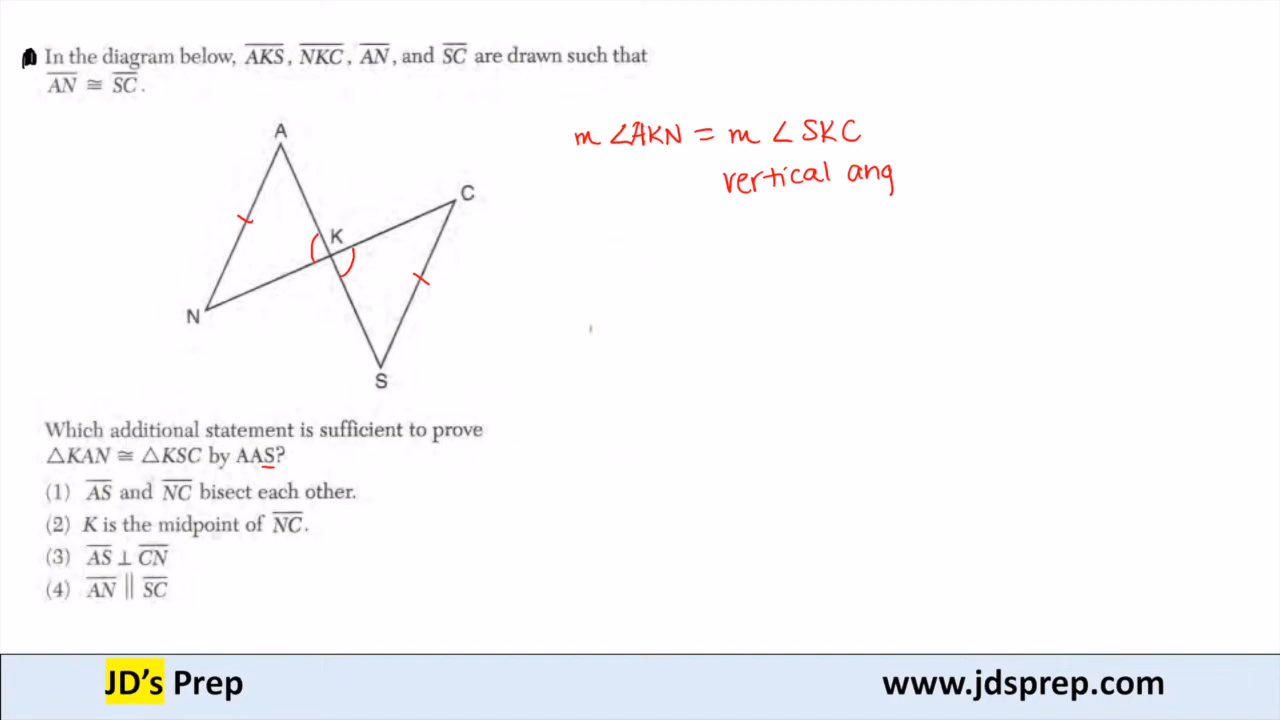 In the diagram below, AKS, NKC, AN, and SC are drawn such that
AN ≅ SC.
m ∠AKN = m ∠SKC
vertical ang
A
C
K
N
S
Which additional statement is sufficient to prove
△KAN ≅ △KSC by AAS?
(1) AS and NC bisect each other.
(2) K is the midpoint of NC.
(3) AS ⊥ CN
(4) AN ∥ SC
JD's Prep
www.jdsprep.com